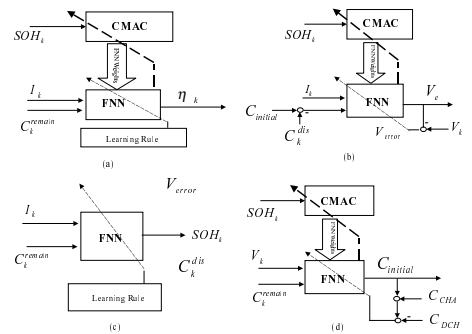 CMAC
SOH_k
FNN Weights
I_k
FNN
η_k
C_k^remain
Learning Rule
(a)
CMAC
SOH_k
FNN Weights
I_k
FNN
V_e
C_initial
-
C_k^dis
V_error
-
V_k
(b)
V_error
I_k
FNN
SOH_k
C_k^remain
C_k^dis
Learning Rule
(c)
CMAC
SOH_k
FNN Weights
V_k
FNN
C_initial
C_k^remain
C_CHA
-
C_DCH
(d)